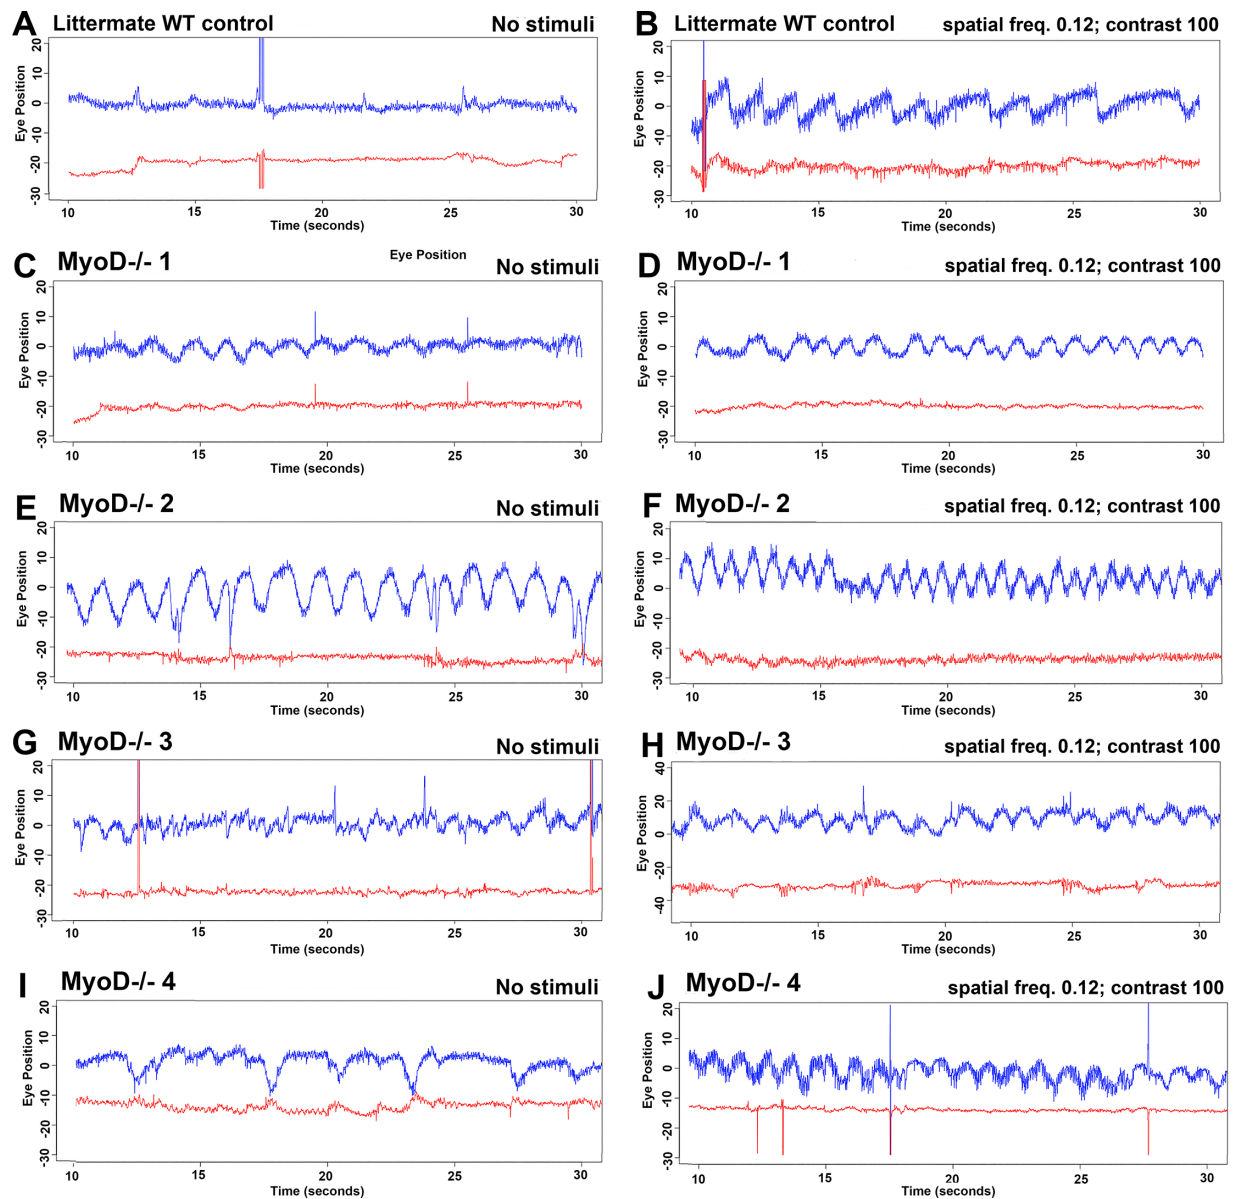 A Littermate WT control No stimuli
20
10
0
-10
-20
-30
Eye Position
10 15 20 25 30
Time (seconds)
B Littermate WT control spatial freq. 0.12; contrast 100
20
10
0
-10
-20
-30
Eye Position
10 15 20 25 30
Time (seconds)
C MyoD-/- 1 Eye Position No stimuli
20
10
0
-10
-20
-30
Eye Position
10 15 20 25 30
Time (seconds)
D MyoD-/- 1 spatial freq. 0.12; contrast 100
20
10
0
-10
-20
-30
Eye Position
10 15 20 25 30
Time (seconds)
E MyoD-/- 2 No stimuli
20
10
0
-10
-20
-30
Eye Position
10 15 20 25 30
Time (seconds)
F MyoD-/- 2 spatial freq. 0.12; contrast 100
20
10
0
-10
-20
-30
Eye Position
10 15 20 25 30
Time (seconds)
G MyoD-/- 3 No stimuli
20
10
0
-10
-20
-30
Eye Position
10 15 20 25 30
Time (seconds)
H MyoD-/- 3 spatial freq. 0.12; contrast 100
40
20
0
-20
-40
Eye Position
10 15 20 25 30
Time (seconds)
I MyoD-/- 4 No stimuli
20
10
0
-10
-20
-30
Eye Position
10 15 20 25 30
Time (seconds)
J MyoD-/- 4 spatial freq. 0.12; contrast 100
20
10
0
-10
-20
-30
Eye Position
10 15 20 25 30
Time (seconds)